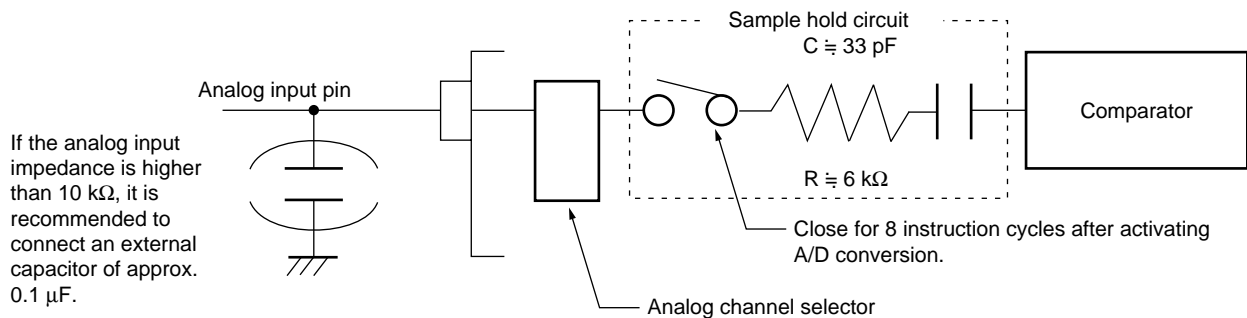 Sample hold circuit
C ≒ 33 pF
Analog input pin
Comparator
If the analog input
impedance is higher
than 10 kΩ, it is
recommended to
connect an external
capacitor of approx.
0.1 µF.
R ≒ 6 kΩ
Close for 8 instruction cycles after activating
A/D conversion.
Analog channel selector